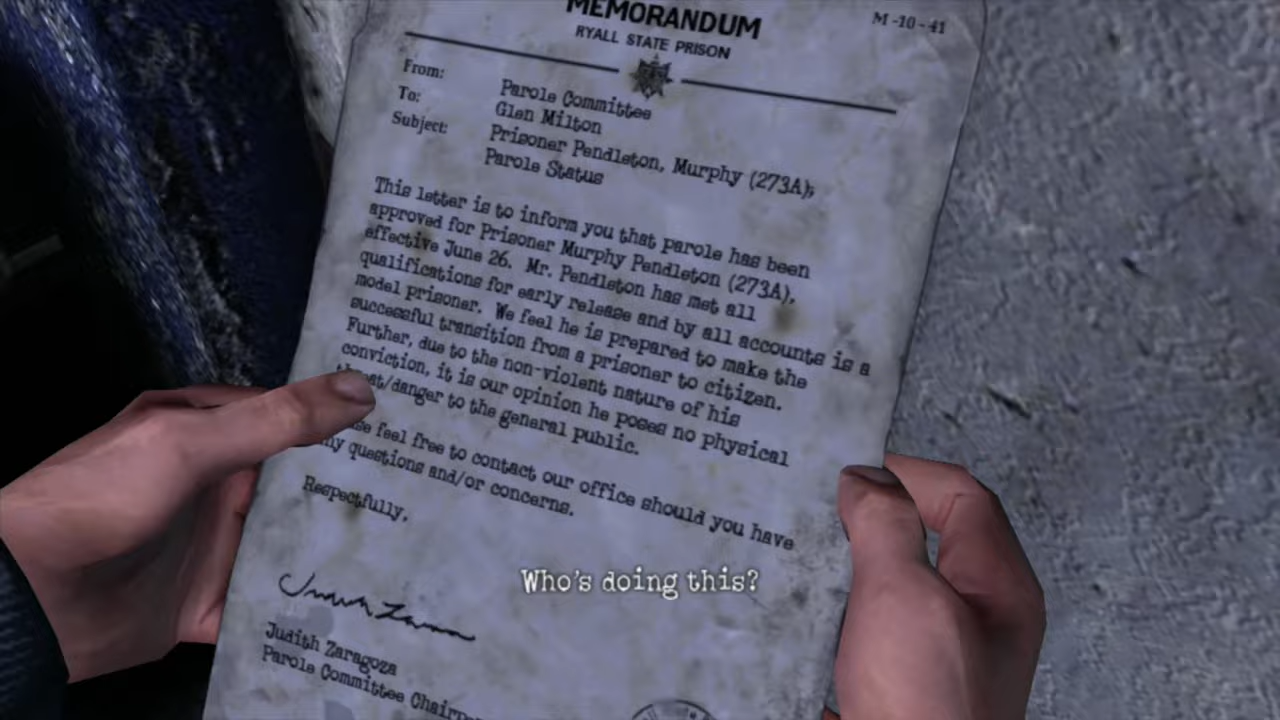 MEMORANDUM
M-10-41
RYALL STATE PRISON
From: Parole Committee
To: Glen Milton
Subject: Prisoner Pendleton, Murphy (273A);
Parole Status
This letter is to inform you that parole has been
approved for Prisoner Murphy Pendleton (273A),
effective June 26. Mr. Pendleton has met all
qualifications for early release and by all accounts is a
model prisoner. We feel he is prepared to make the
successful transition from a prisoner to citizen.
Further, due to the non-violent nature of his
conviction, it is our opinion he poses no physical
threat/danger to the general public.
feel free to contact our office should you have
any questions and/or concerns.
Respectfully,
Who's doing this?
Judith Zaragoza
Parole Committee